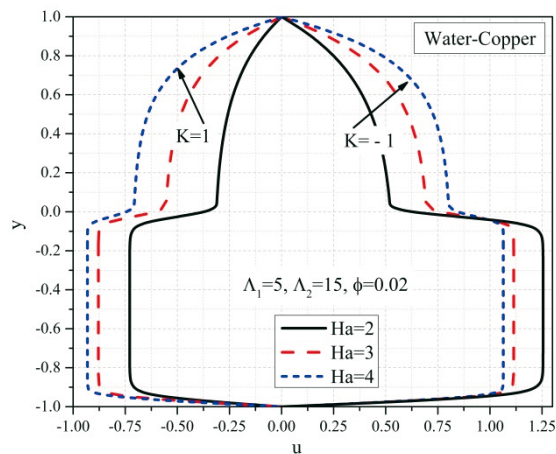 Water-Copper
1.0
0.8
0.6
0.4
0.2
0.0
-0.2
-0.4
-0.6
-0.8
-1.0
y
K=1
K= - 1
Λ1=5, Λ2=15, ϕ=0.02
Ha=2
Ha=3
Ha=4
-1.00 -0.75 -0.50 -0.25 0.00 0.25 0.50 0.75 1.00 1.25
u